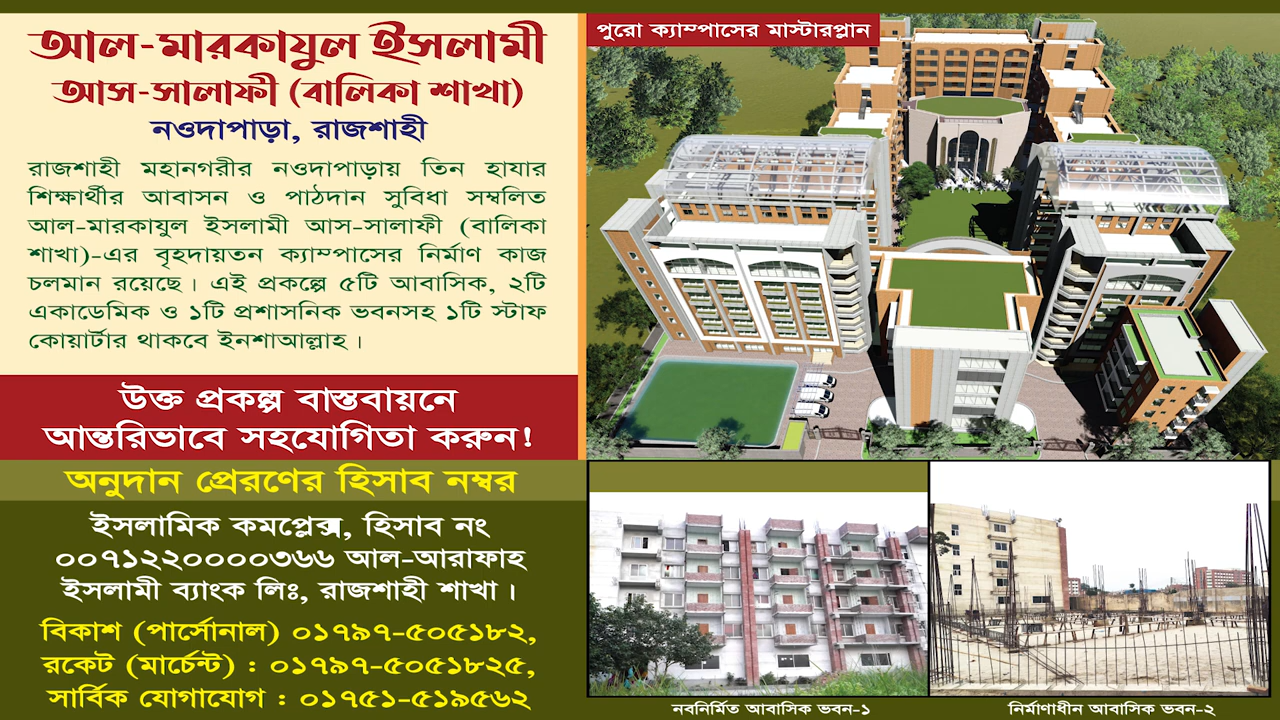 আল-মারকাযুল ইসলামী
আস-সালাফী (বালিকা শাখা)
নওদাপাড়া, রাজশাহী
রাজশাহী মহানগরীর নওদাপাড়ায় তিন হাযার
শিক্ষার্থীর আবাসন ও পাঠদান সুবিধা সম্বলিত
আল-মারকাযুল ইসলামী আস-সালাফী (বালিকা
শাখা)-এর বৃহদায়তন ক্যাম্পাসের নির্মাণ কাজ
চলমান রয়েছে। এই প্রকল্পে ৫টি আবাসিক, ২টি
একাডেমিক ও ১টি প্রশাসনিক ভবনসহ ১টি স্টাফ
কোয়ার্টার থাকবে ইনশাআল্লাহ।
উক্ত প্রকল্প বাস্তবায়নে
আন্তরিভাবে সহযোগিতা করুন!
অনুদান প্রেরণের হিসাব নম্বর
ইসলামিক কমপ্লেক্স, হিসাব নং
০০৭১২২০০০০৩৬৬ আল-আরাফাহ
ইসলামী ব্যাংক লিঃ, রাজশাহী শাখা।
বিকাশ (পার্সোনাল) ০১৭৯৭-৫০৫১৮২,
রকেট (মার্চেন্ট) : ০১৭৯৭-৫০৫১৮২৫,
সার্বিক যোগাযোগ : ০১৭৫১-৫১৯৫৬২
পুরো ক্যাম্পাসের মাস্টারপ্লান
নবনির্মিত আবাসিক ভবন-১
নির্মাণাধীন আবাসিক ভবন-২